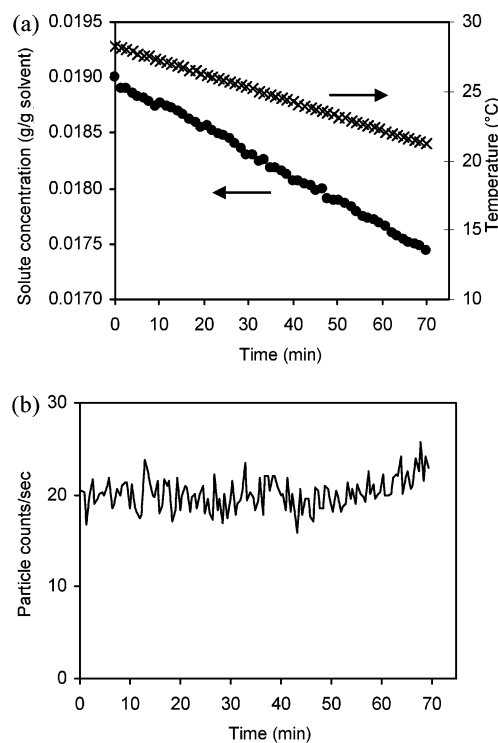 (a)
0.0195
0.0190
0.0185
0.0180
0.0175
0.0170
Solute concentration (g/g solvent)
30
25
20
15
10
Temperature (°C)
0 10 20 30 40 50 60 70
Time (min)
(b)
30
20
10
0
Particle counts/sec
0 10 20 30 40 50 60 70
Time (min)